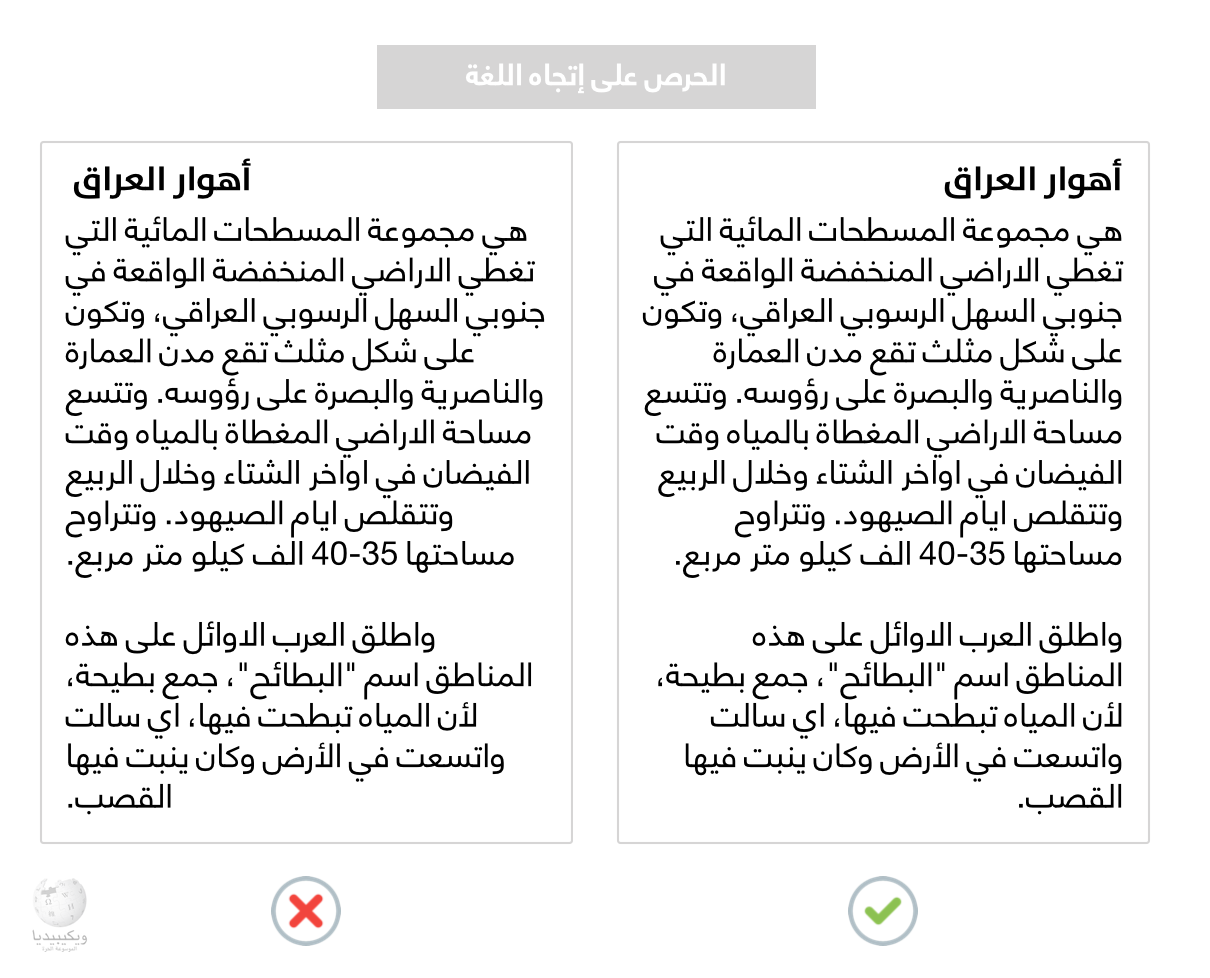 الحرص على إتجاه اللغة
أهوار العراق
هي مجموعة المسطحات المائية التي
تغطي الاراضي المنخفضة الواقعة في
جنوبي السهل الرسوبي العراقي، وتكون
على شكل مثلث تقع مدن العمارة
والناصرية والبصرة على رؤوسه. وتتسع
مساحة الاراضي المغطاة بالمياه وقت
الفيضان في اواخر الشتاء وخلال الربيع
وتتقلص ايام الصيهود. وتتراوح
مساحتها 35-40 الف كيلو متر مربع.
واطلق العرب الاوائل على هذه
المناطق اسم "البطائح"، جمع بطيحة،
لأن المياه تبطحت فيها، اي سالت
واتسعت في الأرض وكان ينبت فيها
القصب.
أهوار العراق
هي مجموعة المسطحات المائية التي
تغطي الاراضي المنخفضة الواقعة في
جنوبي السهل الرسوبي العراقي، وتكون
على شكل مثلث تقع مدن العمارة
والناصرية والبصرة على رؤوسه. وتتسع
مساحة الاراضي المغطاة بالمياه وقت
الفيضان في اواخر الشتاء وخلال الربيع
وتتقلص ايام الصيهود. وتتراوح
مساحتها 35-40 الف كيلو متر مربع.
واطلق العرب الاوائل على هذه
المناطق اسم "البطائح"، جمع بطيحة،
لأن المياه تبطحت فيها، اي سالت
واتسعت في الأرض وكان ينبت فيها
القصب.
ويكيبيديا
الموسوعة الحرة